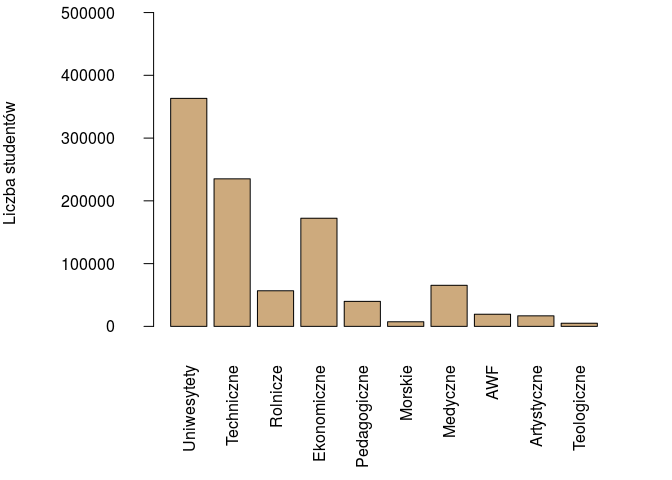 Liczba studentów
500000
400000
300000
200000
100000
0
Uniwesytety
Techniczne
Rolnicze
Ekonomiczne
Pedagogiczne
Morskie
Medyczne
AWF
Artystyczne
Teologiczne